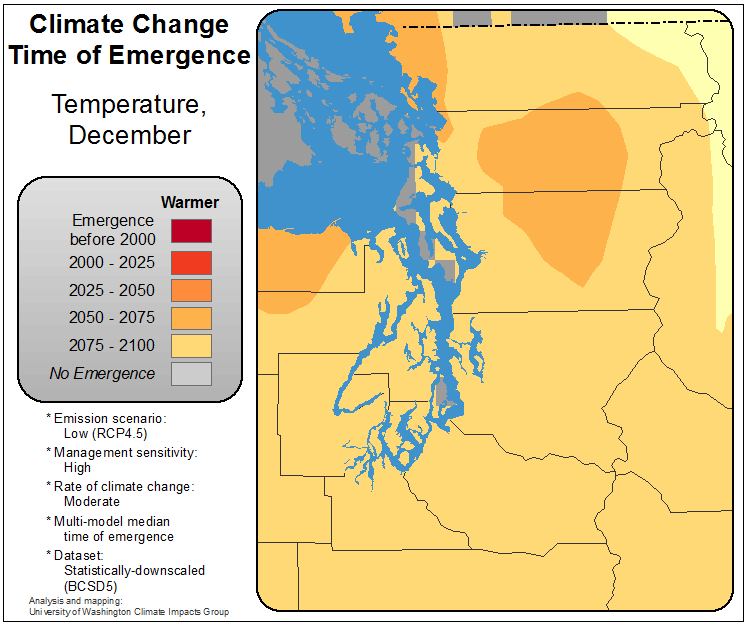 Climate Change
Time of Emergence
Temperature,
December
Warmer
Emergence
before 2000
2000 - 2025
2025 - 2050
2050 - 2075
2075 - 2100
No Emergence
* Emission scenario:
Low (RCP4.5)
* Management sensitivity:
High
* Rate of climate change:
Moderate
* Multi-model median
time of emergence
* Dataset:
Statistically-downscaled
(BCSD5)
Analysis and mapping:
University of Washington Climate Impacts Group